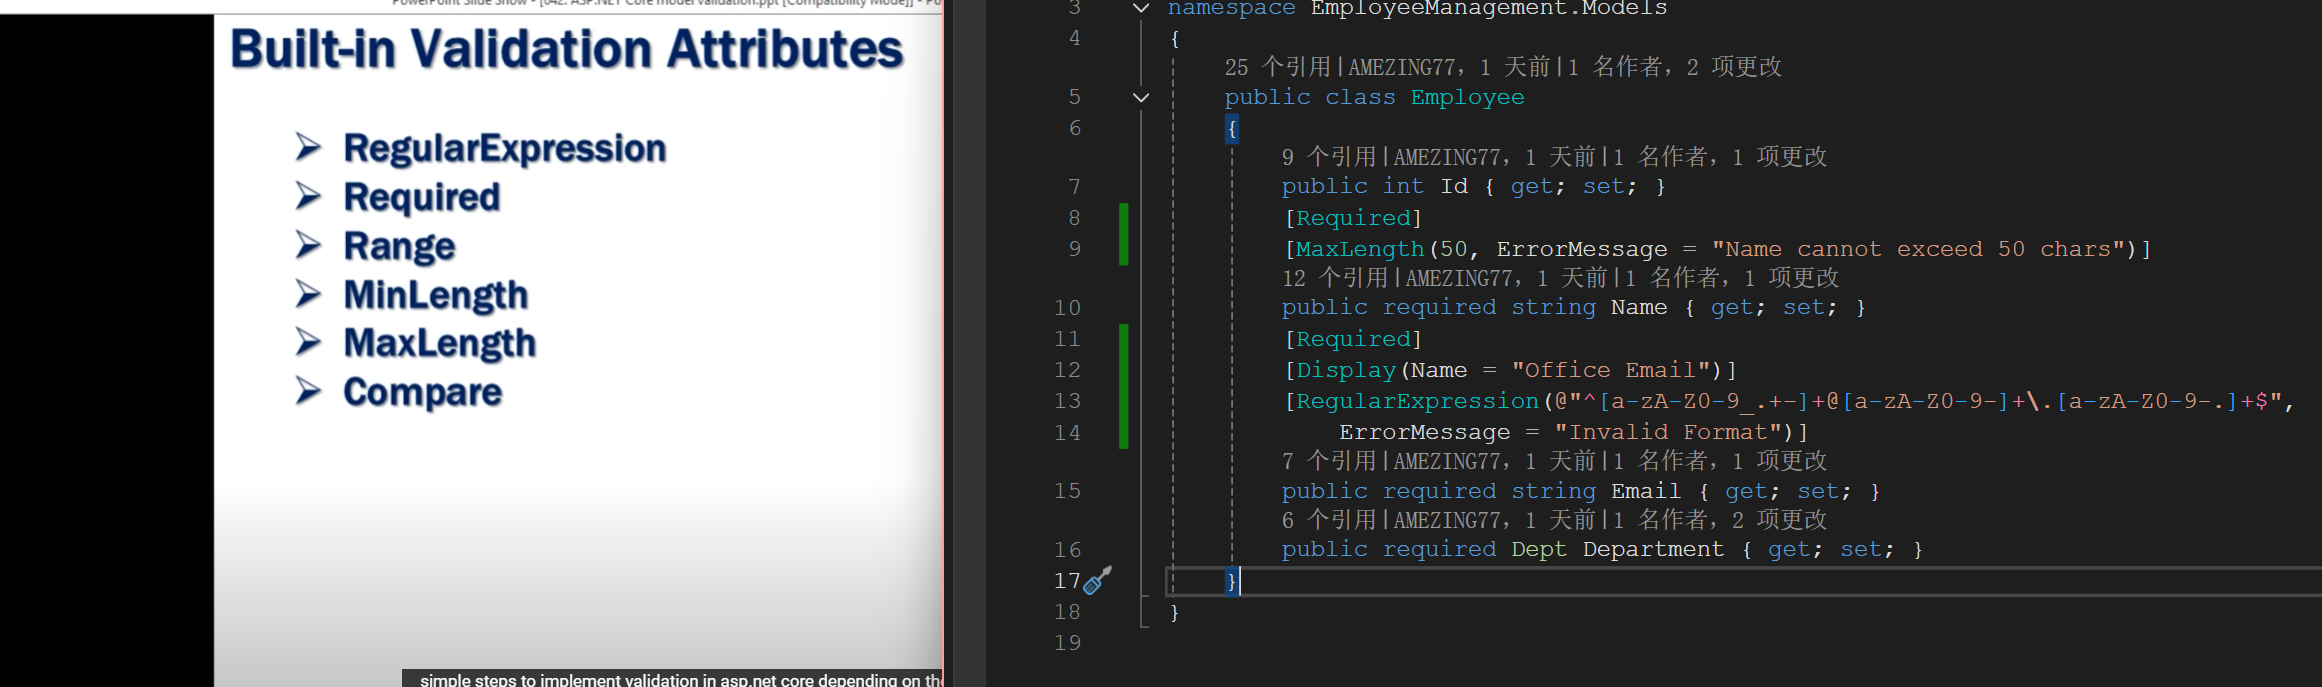 PowerPoint Slide Show - [042. ASP.NET Core model validation.ppt [Compatibility Mode]] - Po
Built-in Validation Attributes
RegularExpression
Required
Range
MinLength
MaxLength
Compare
simple steps to implement validation in asp.net core depending on the
3 namespace EmployeeManagement.Models
4 {
25 个引用|AMEZING77，1 天前|1 名作者，2 项更改
5 public class Employee
6 {
9 个引用|AMEZING77，1 天前|1 名作者，1 项更改
7 public int Id { get; set; }
8 [Required]
9 [MaxLength(50, ErrorMessage = "Name cannot exceed 50 chars")]
12 个引用|AMEZING77，1 天前|1 名作者，1 项更改
10 public required string Name { get; set; }
11 [Required]
12 [Display(Name = "Office Email")]
13 [RegularExpression(@"^[a-zA-Z0-9_.+-]+@[a-zA-Z0-9-]+\.[a-zA-Z0-9-.]+$",
14 ErrorMessage = "Invalid Format")]
7 个引用|AMEZING77，1 天前|1 名作者，1 项更改
15 public required string Email { get; set; }
6 个引用|AMEZING77，1 天前|1 名作者，2 项更改
16 public required Dept Department { get; set; }
17 }
18 }
19